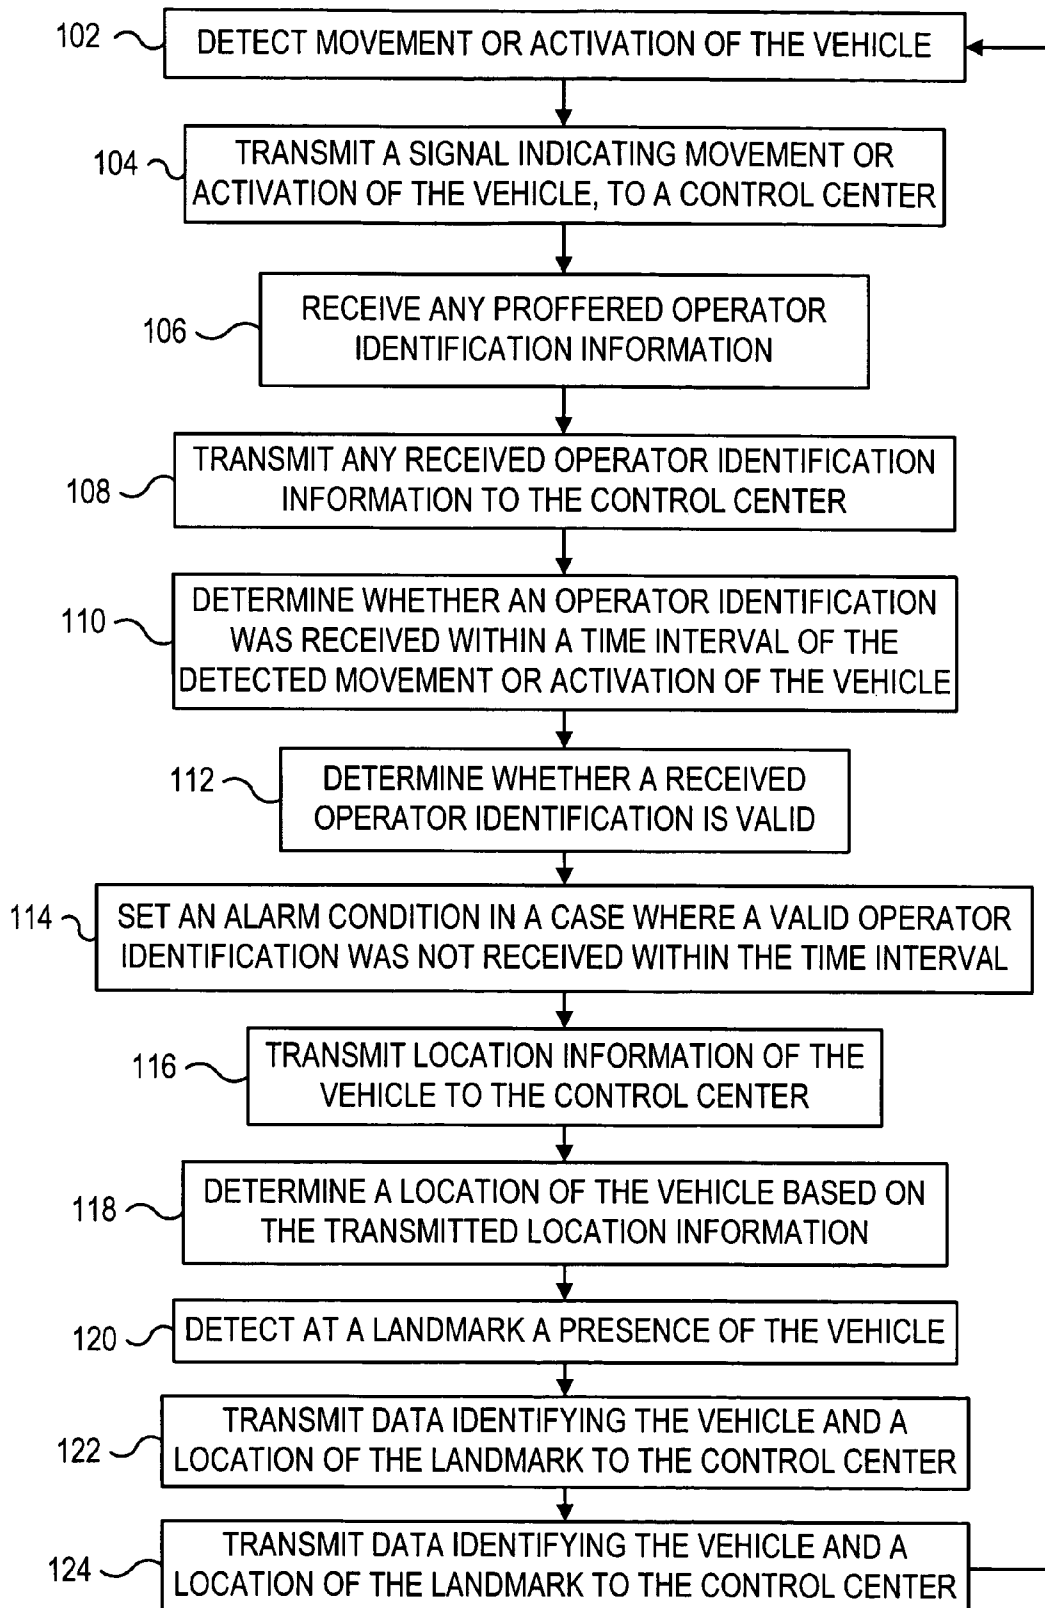 102
DETECT MOVEMENT OR ACTIVATION OF THE VEHICLE
104
TRANSMIT A SIGNAL INDICATING MOVEMENT OR
ACTIVATION OF THE VEHICLE, TO A CONTROL CENTER
106
RECEIVE ANY PROFFERED OPERATOR
IDENTIFICATION INFORMATION
108
TRANSMIT ANY RECEIVED OPERATOR IDENTIFICATION
INFORMATION TO THE CONTROL CENTER
110
DETERMINE WHETHER AN OPERATOR IDENTIFICATION
WAS RECEIVED WITHIN A TIME INTERVAL OF THE
DETECTED MOVEMENT OR ACTIVATION OF THE VEHICLE
112
DETERMINE WHETHER A RECEIVED
OPERATOR IDENTIFICATION IS VALID
114
SET AN ALARM CONDITION IN A CASE WHERE A VALID OPERATOR
IDENTIFICATION WAS NOT RECEIVED WITHIN THE TIME INTERVAL
116
TRANSMIT LOCATION INFORMATION OF THE
VEHICLE TO THE CONTROL CENTER
118
DETERMINE A LOCATION OF THE VEHICLE BASED ON
THE TRANSMITTED LOCATION INFORMATION
120
DETECT AT A LANDMARK A PRESENCE OF THE VEHICLE
122
TRANSMIT DATA IDENTIFYING THE VEHICLE AND A
LOCATION OF THE LANDMARK TO THE CONTROL CENTER
124
TRANSMIT DATA IDENTIFYING THE VEHICLE AND A
LOCATION OF THE LANDMARK TO THE CONTROL CENTER